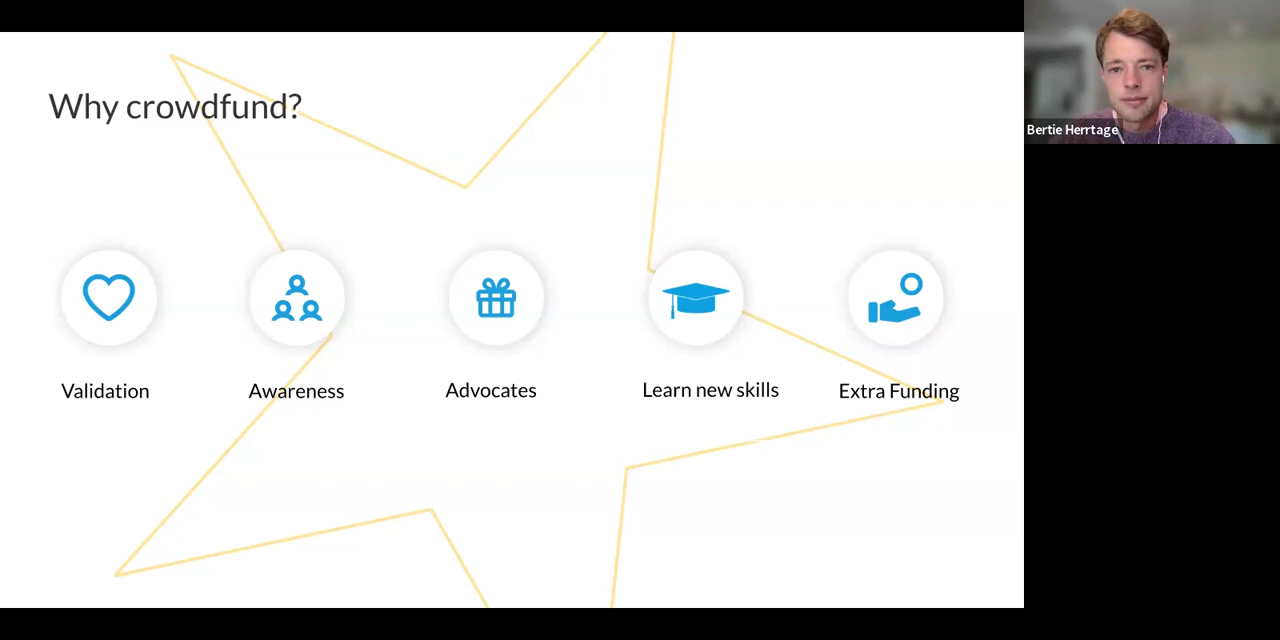 Why crowdfund?
Validation
Awareness
Advocates
Learn new skills
Extra Funding
Bertie Herrtage